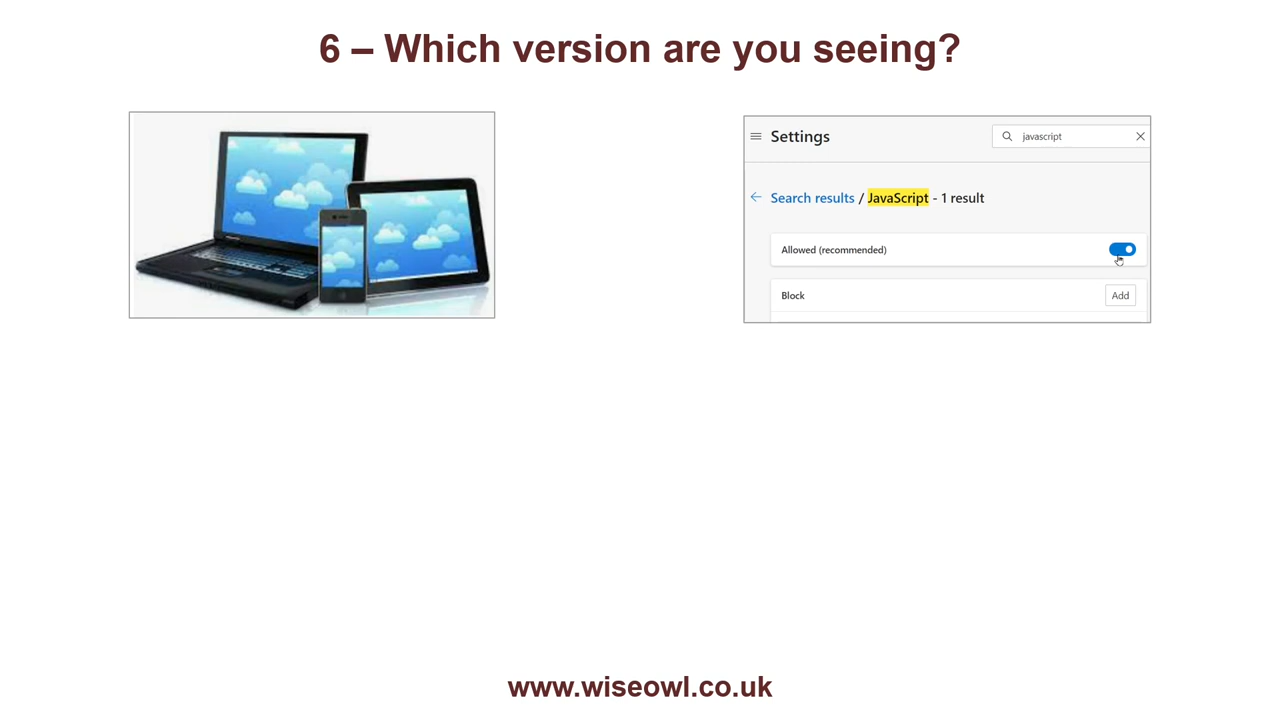 6 – Which version are you seeing?
Settings
javascript
Search results / JavaScript - 1 result
Allowed (recommended)
Block
Add
www.wiseowl.co.uk